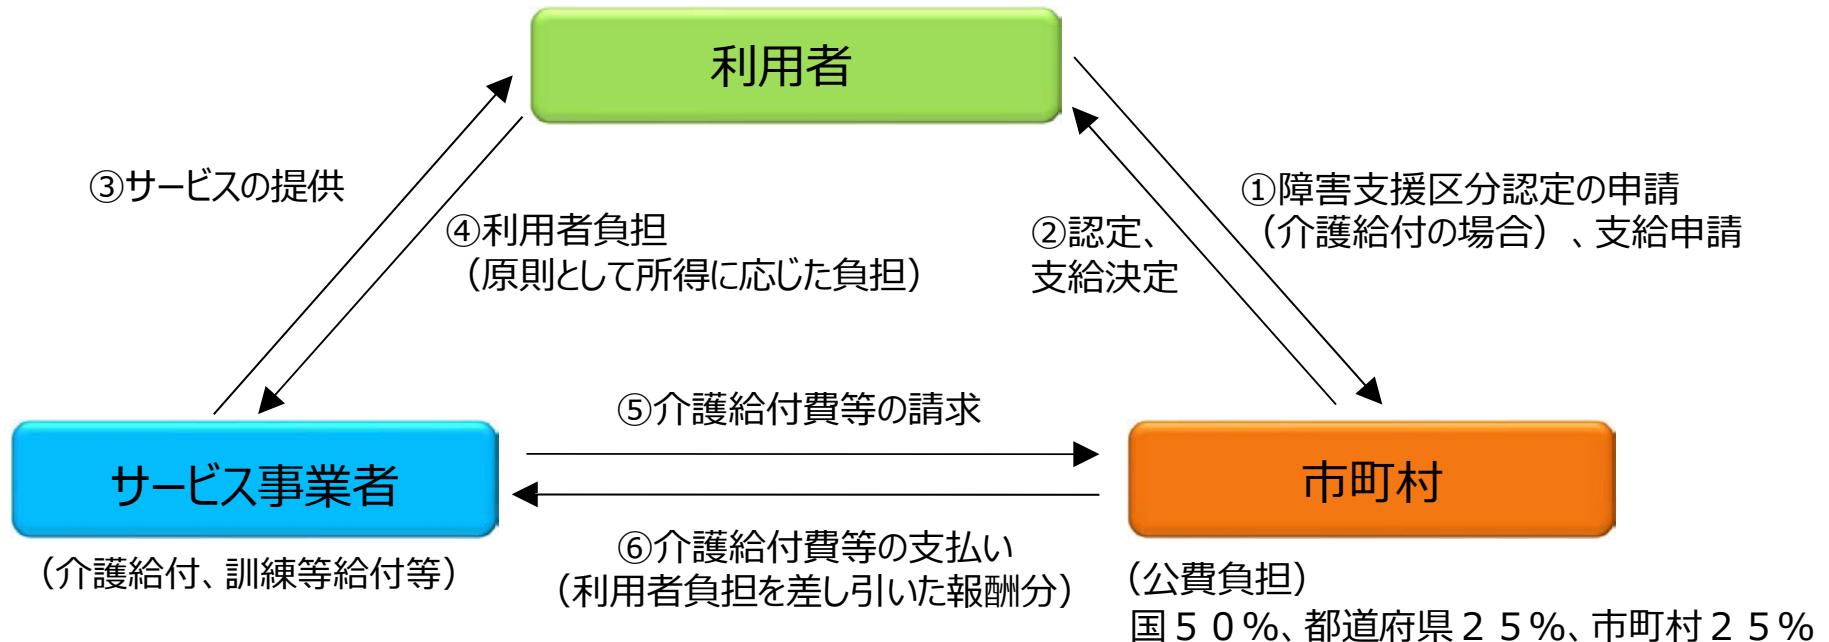 利用者
③サービスの提供
④利用者負担
（原則として所得に応じた負担）
②認定、
支給決定
①障害支援区分認定の申請
（介護給付の場合）、支給申請
⑤介護給付費等の請求
サービス事業者
市町村
（介護給付、訓練等給付等）
⑥介護給付費等の支払い
（利用者負担を差し引いた報酬分）
（公費負担）
国５０％、都道府県２５％、市町村２５％